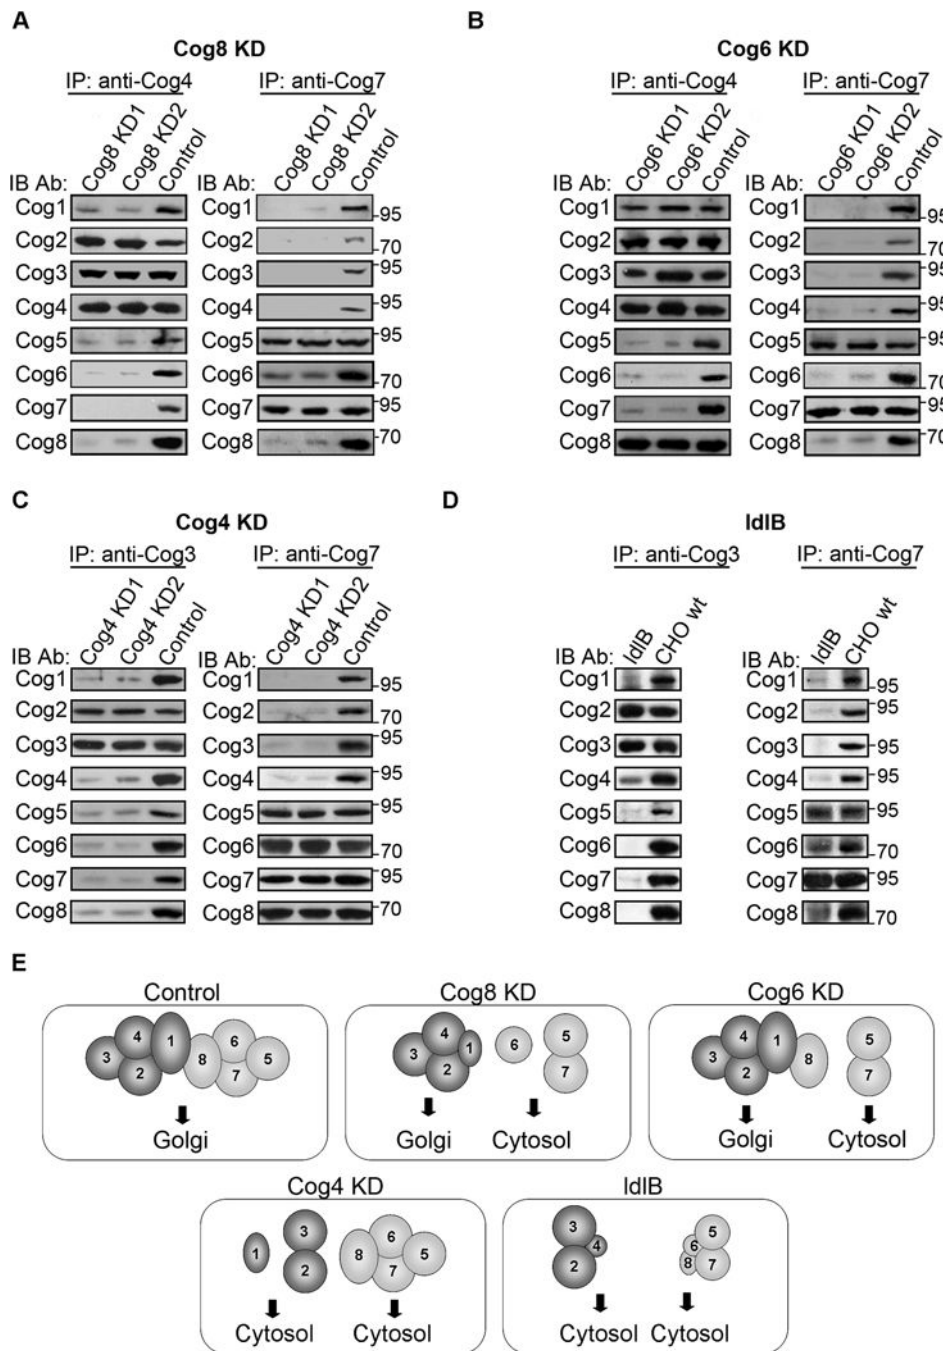 A
Cog8 KD
IP: anti-Cog4 IP: anti-Cog7
Cog8 KD1 Cog8 KD2 Control Cog8 KD1 Cog8 KD2 Control
IB Ab:
Cog1 Cog1 95
Cog2 Cog2 70
Cog3 Cog3 95
Cog4 Cog4 95
Cog5 Cog5 95
Cog6 Cog6 70
Cog7 Cog7 95
Cog8 Cog8 70
B
Cog6 KD
IP: anti-Cog4 IP: anti-Cog7
Cog6 KD1 Cog6 KD2 Control Cog6 KD1 Cog6 KD2 Control
IB Ab:
Cog1 Cog1 95
Cog2 Cog2 70
Cog3 Cog3 95
Cog4 Cog4 95
Cog5 Cog5 95
Cog6 Cog6 70
Cog7 Cog7 95
Cog8 Cog8 70
C
Cog4 KD
IP: anti-Cog3 IP: anti-Cog7
Cog4 KD1 Cog4 KD2 Control Cog4 KD1 Cog4 KD2 Control
IB Ab:
Cog1 Cog1 95
Cog2 Cog2 70
Cog3 Cog3 95
Cog4 Cog4 95
Cog5 Cog5 95
Cog6 Cog6 70
Cog7 Cog7 95
Cog8 Cog8 70
D
ldlB
IP: anti-Cog3 IP: anti-Cog7
ldlB CHO wt ldlB CHO wt
IB Ab:
Cog1 Cog1 95
Cog2 Cog2 95
Cog3 Cog3 95
Cog4 Cog4 95
Cog5 Cog5 95
Cog6 Cog6 70
Cog7 Cog7 95
Cog8 Cog8 70
E
Control
3 4 2 1 8 6 7 5
Golgi
Cog8 KD
3 4 2 1 6 5 7
Golgi Cytosol
Cog6 KD
3 4 2 1 8 5 7
Golgi Cytosol
Cog4 KD
1 3 2 8 6 7 5
Cytosol Cytosol
ldlB
3 2 4 6 8 5 7
Cytosol Cytosol